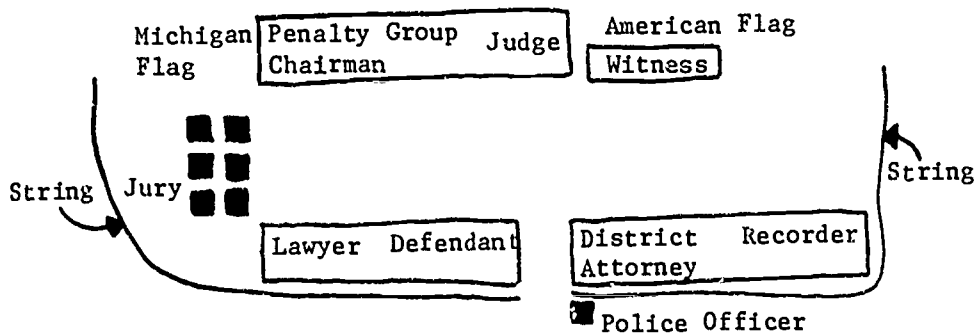 Michigan
Flag
Penalty Group
Chairman
Judge
American Flag
Witness
String
Jury
String
Lawyer Defendant
District Recorder
Attorney
Police Officer